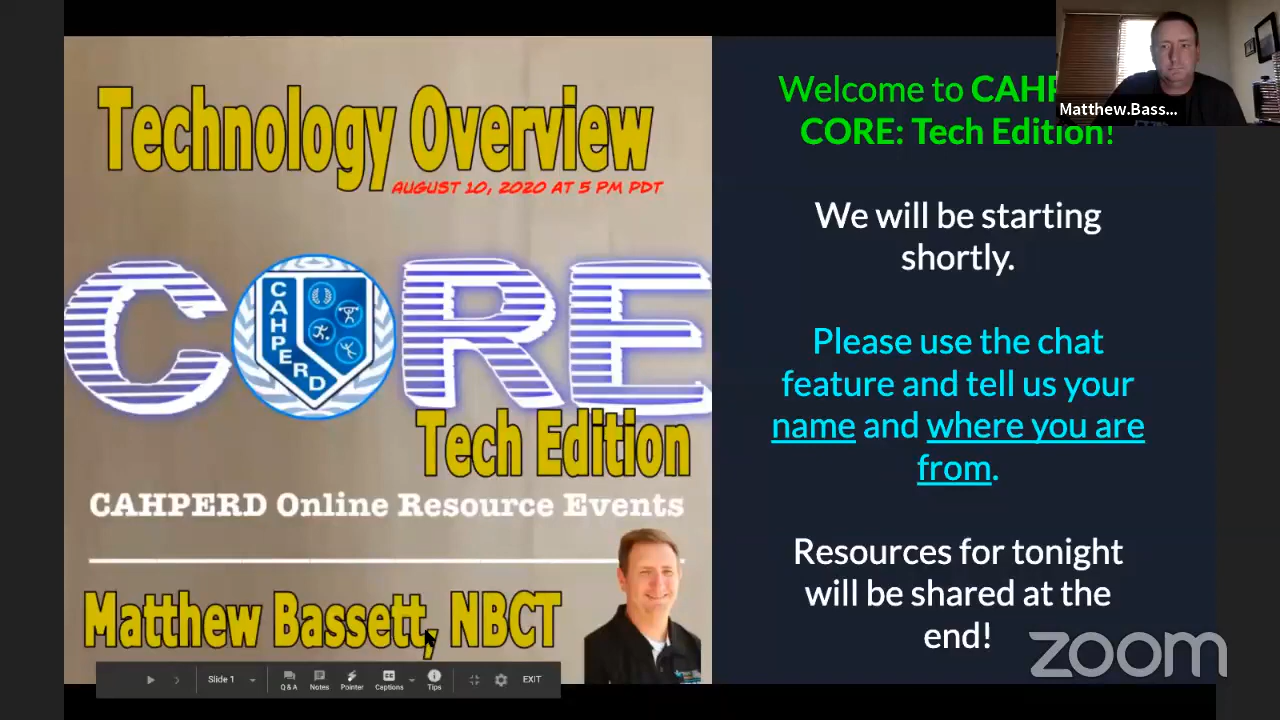 Technology Overview
AUGUST 10, 2020 AT 5 PM PDT
CORE
CAHPERD
Tech Edition
CAHPERD Online Resource Events
Matthew Bassett, NBCT
Slide 1
Q & A
Notes
Pointer
Captions
Tips
EXIT
Welcome to CAHP
CORE: Tech Edition!
We will be starting
shortly.
Please use the chat
feature and tell us your
name and where you are
from.
Resources for tonight
will be shared at the
end!
Matthew.Bass...
zoom